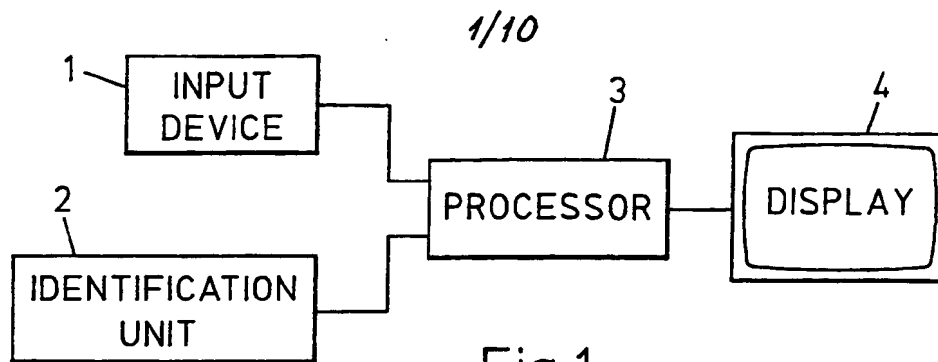 1/10
1
INPUT
DEVICE
2
IDENTIFICATION
UNIT
3
PROCESSOR
4
DISPLAY
Fig.1